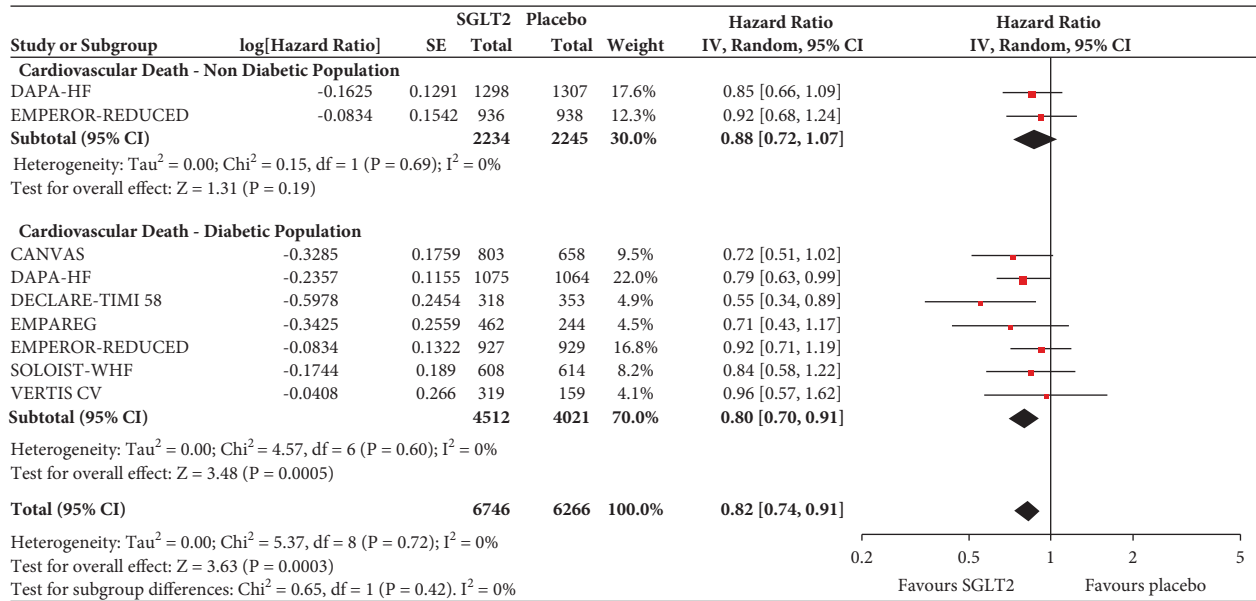 SGLT2 Placebo Hazard Ratio Hazard Ratio
Study or Subgroup log[Hazard Ratio] SE Total Total Weight IV, Random, 95% CI IV, Random, 95% CI
Cardiovascular Death - Non Diabetic Population
DAPA-HF -0.1625 0.1291 1298 1307 17.6% 0.85 [0.66, 1.09]
EMPEROR-REDUCED -0.0834 0.1542 936 938 12.3% 0.92 [0.68, 1.24]
Subtotal (95% CI) 2234 2245 30.0% 0.88 [0.72, 1.07]
Heterogeneity: Tau² = 0.00; Chi² = 0.15, df = 1 (P = 0.69); I² = 0%
Test for overall effect: Z = 1.31 (P = 0.19)
Cardiovascular Death - Diabetic Population
CANVAS -0.3285 0.1759 803 658 9.5% 0.72 [0.51, 1.02]
DAPA-HF -0.2357 0.1155 1075 1064 22.0% 0.79 [0.63, 0.99]
DECLARE-TIMI 58 -0.5978 0.2454 318 353 4.9% 0.55 [0.34, 0.89]
EMPAREG -0.3425 0.2559 462 244 4.5% 0.71 [0.43, 1.17]
EMPEROR-REDUCED -0.0834 0.1322 927 929 16.8% 0.92 [0.71, 1.19]
SOLOIST-WHF -0.1744 0.189 608 614 8.2% 0.84 [0.58, 1.22]
VERTIS CV -0.0408 0.266 319 159 4.1% 0.96 [0.57, 1.62]
Subtotal (95% CI) 4512 4021 70.0% 0.80 [0.70, 0.91]
Heterogeneity: Tau² = 0.00; Chi² = 4.57, df = 6 (P = 0.60); I² = 0%
Test for overall effect: Z = 3.48 (P = 0.0005)
Total (95% CI) 6746 6266 100.0% 0.82 [0.74, 0.91]
Heterogeneity: Tau² = 0.00; Chi² = 5.37, df = 8 (P = 0.72); I² = 0%
0.2 0.5 1 2 5
Test for overall effect: Z = 3.63 (P = 0.0003)
Favours SGLT2 Favours placebo
Test for subgroup differences: Chi² = 0.65, df = 1 (P = 0.42). I² = 0%